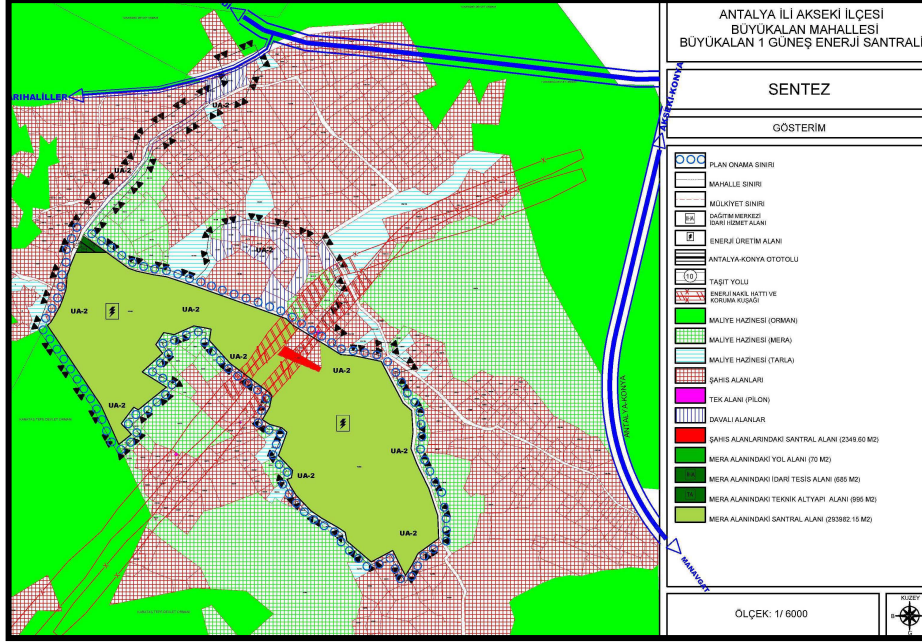 ANTALYA İLİ AKSEKİ İLÇESİ
BÜYÜKALAN MAHALLESİ
BÜYÜKALAN 1 GÜNEŞ ENERJİ SANTRALİ
SENTEZ
GÖSTERİM
PLAN ONAMA SINIRI
MAHALLE SINIRI
MÜLKİYET SINIRI
DAĞITIM MERKEZİ
İDARİ HİZMET ALANI
ENERJİ ÜRETİM ALANI
ANTALYA-KONYA OTOTOLU
10
TAŞIT YOLU
ENERJİ NAKİL HATTI VE
KORUMA KUŞAĞI
MALİYE HAZİNESİ (ORMAN)
MALİYE HAZİNESİ (MERA)
MALİYE HAZİNESİ (TARLA)
ŞAHIS ALANLARI
TEK ALANI (PİLON)
DAVALI ALANLAR
ŞAHIS ALANLARINDAKİ SANTRAL ALANI (2349.60 M2)
MERA ALANINDAKİ YOL ALANI (70 M2)
MERA ALANINDAKİ İDARİ TESİS ALANI (685 M2)
MERA ALANINDAKİ TEKNİK ALTYAPI ALANI (995 M2)
MERA ALANINDAKİ SANTRAL ALANI (293982.15 M2)
ÖLÇEK: 1/ 6000
KUZEY
B
ARIHALİLLER
AKSEKİ-KONYA
ANTALYA-KONYA
MANAVGAT
UA-2
UA-2
UA-2
UA-2
UA-2
UA-2
UA-2
UA-2
UA-2
UA-2
UA-2